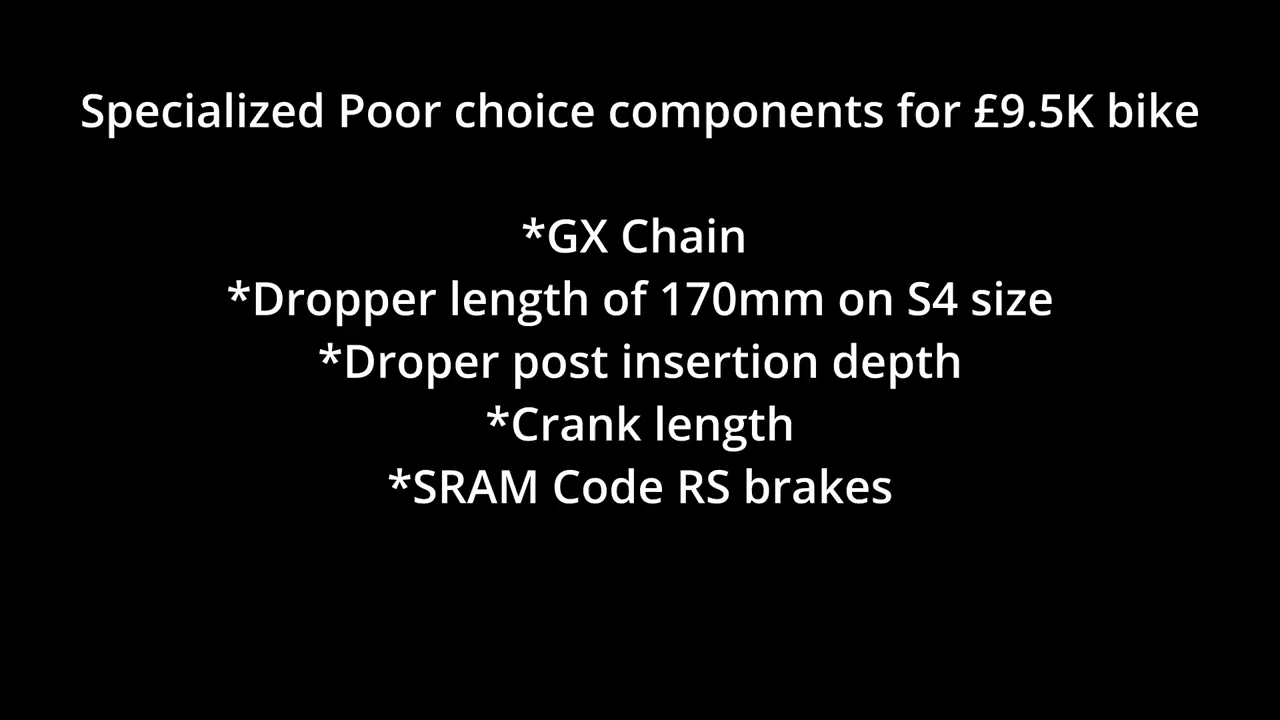 Specialized Poor choice components for £9.5K bike
*GX Chain
*Dropper length of 170mm on S4 size
*Droper post insertion depth
*Crank length
*SRAM Code RS brakes